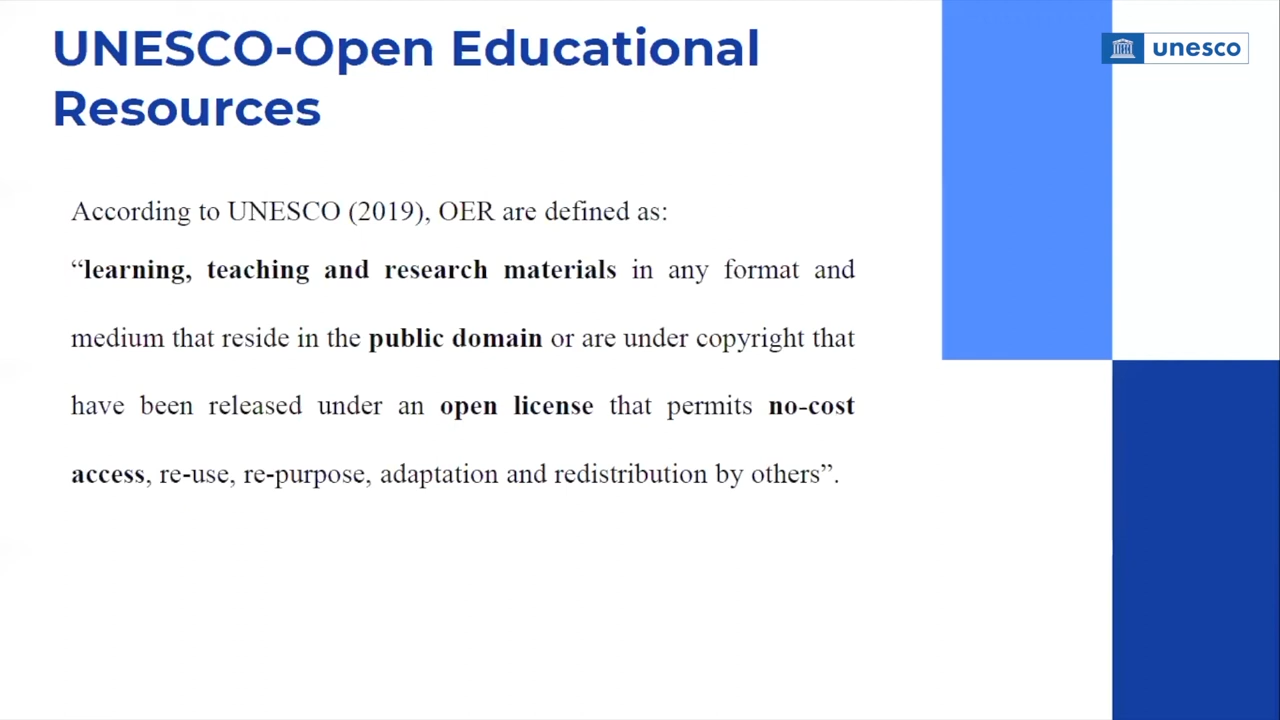 UNESCO-Open Educational
Resources
unesco
According to UNESCO (2019), OER are defined as:
“learning, teaching and research materials in any format and
medium that reside in the public domain or are under copyright that
have been released under an open license that permits no-cost
access, re-use, re-purpose, adaptation and redistribution by others”.